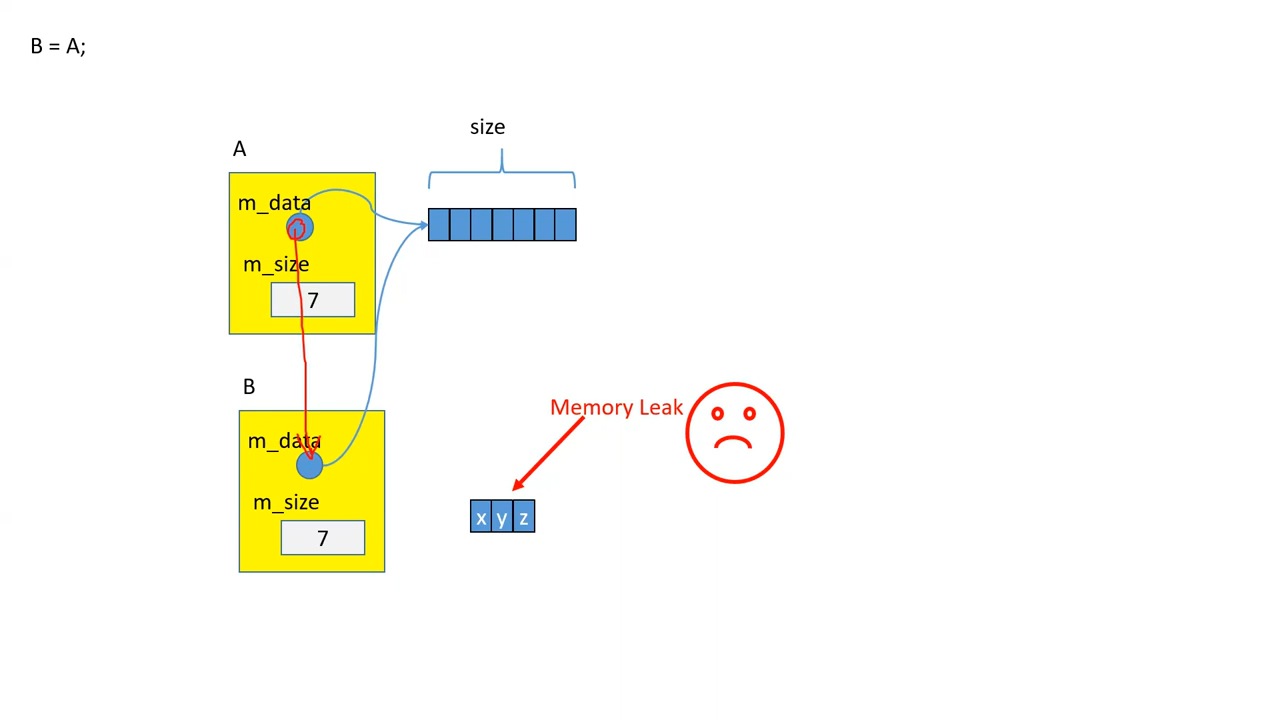 B = A;
size
A
m_data
m_size
7
B
m_data
m_size
7
Memory Leak
x y z